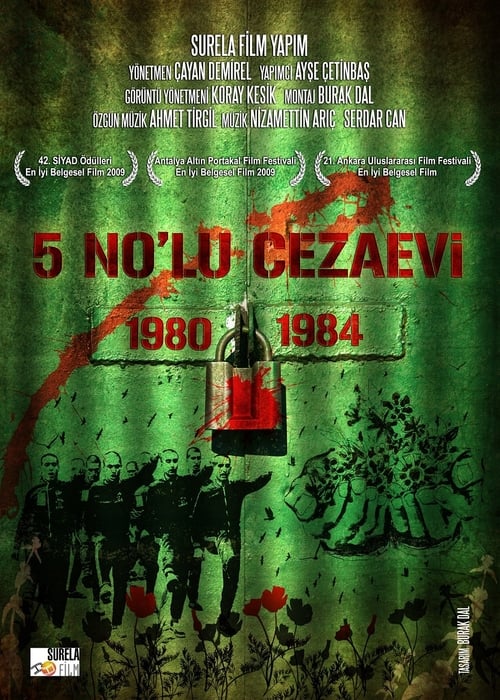 SURELA FİLM YAPIM
YÖNETMEN ÇAYAN DEMİREL YAPIMCI AYŞE ÇETİNBAŞ
GÖRÜNTÜ YÖNETMENİ KORAY KESİK MONTAJ BURAK DAL
ÖZGÜN MÜZİK AHMET TİRGİL MÜZİK NİZAMETTİN ARIÇ SERDAR CAN
42. SİYAD Ödülleri
En İyi Belgesel Film 2009
Antalya Altın Portakal Film Festivali
En İyi Belgesel Film 2009
21. Ankara Uluslararası Film Festivali
En İyi Belgesel Film
5 NO'LU CEZAEVİ
1980 1984
TASARIM: BURAK DAL
SURELA
FİLM